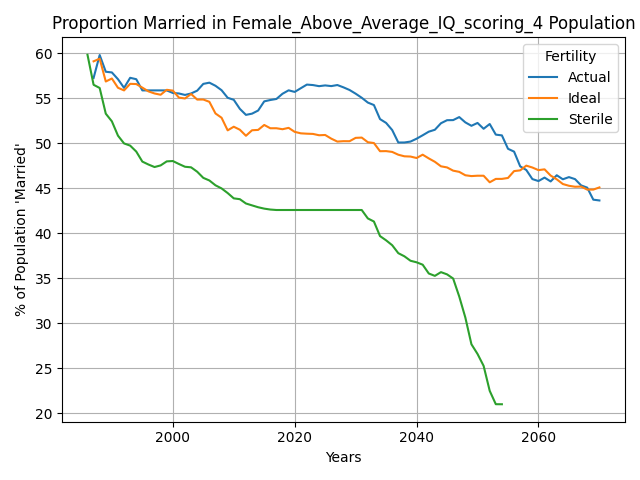 Proportion Married in Female_Above_Average_IQ_scoring_4 Population
Fertility
Actual
Ideal
Sterile
% of Population 'Married'
60
55
50
45
40
35
30
25
20
2000
2020
2040
2060
Years